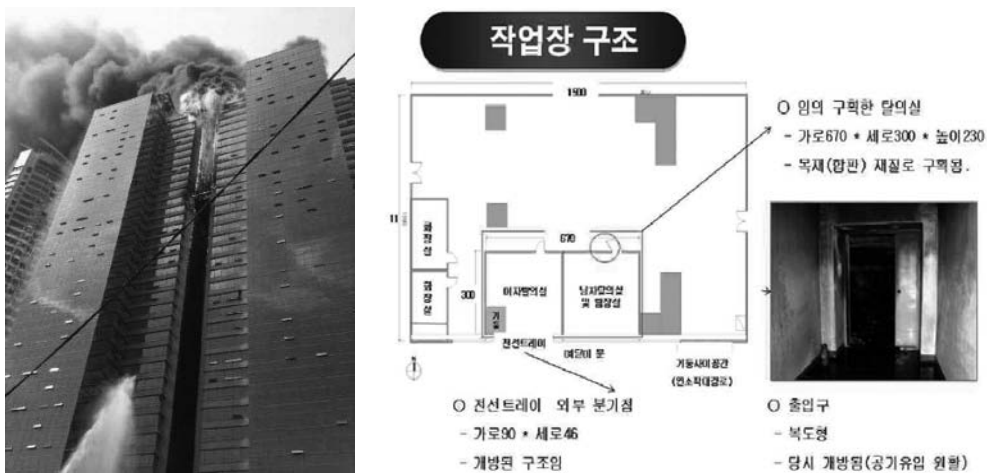 작업장 구조
1500
○ 임의 구획한 탈의실
- 가로670 * 세로300 * 높이230
- 목재(합판) 재질로 구획됨.
11
화장실
670
300
여자탈의실
남자탈의실
및 휴장실
기둥
전선트레이
여닫이 문
기둥사이공간
(연소확대경로)
N
○ 전선트레이 외부 분기점
- 가로90 * 세로46
- 개방된 구조임
○ 출입구
- 복도형
- 당시 개방됨(공기유입 원활)